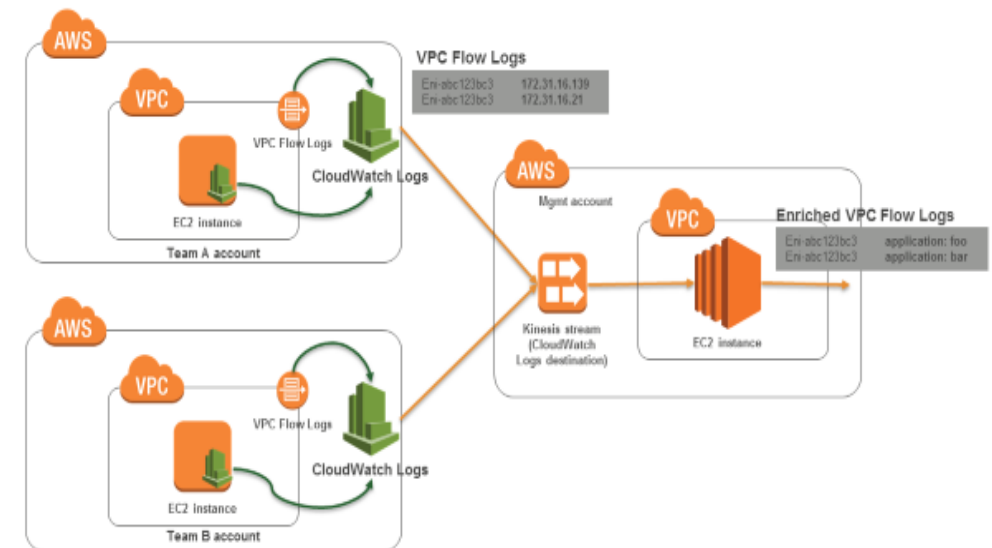 AWS
VPC
VPC Flow Logs
EC2 instance
CloudWatch Logs
Team A account
VPC Flow Logs
Eni-abc123bc3 172.31.16.139
Eni-abc123bc3 172.31.16.21
AWS
VPC
VPC Flow Logs
EC2 instance
CloudWatch Logs
Team B account
AWS
Mgmt account
Kinesis stream
(CloudWatch
Logs destination)
VPC
EC2 instance
Enriched VPC Flow Logs
Eni-abc123bc3 application: foo
Eni-abc123bc3 application: bar